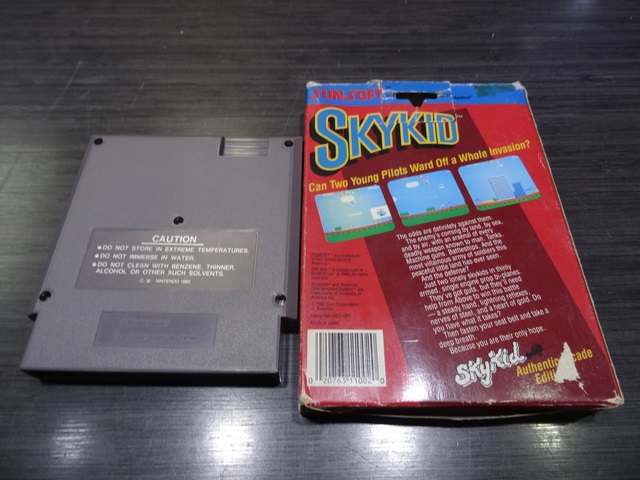 CAUTION
● DO NOT STORE IN EXTREME TEMPERATURES.
● DO NOT IMMERSE IN WATER.
● DO NOT CLEAN WITH BENZENE, THINNER,
ALCOHOL OR OTHER SUCH SOLVENTS.
NINTENDO
SUNSOFT
SKYKID
Can Two Young Pilots Ward Off a Whole Invasion?
The odds are definitely against them
The enemy's coming by land, by sea,
and by air, with an arsenal of every
deadly weapon known to man. Tanks.
Machine guns. Battleships. And the
most villainous army of bullies this
peaceful little land has ever seen.
And the defense?
Just two lonely skykids in thinly
armed, single engine prop-planes.
They've got guts, but they'll need
help from Above to win this battle.
— a steady hand, lightning reflexes,
nerves of steel, and a heart of gold. Do
you have what it takes?
Then fasten your seat belt and take a
deep breath.
Because you are their only hope.
0 20763 11002 0
SkyKid
Authentic
Editi